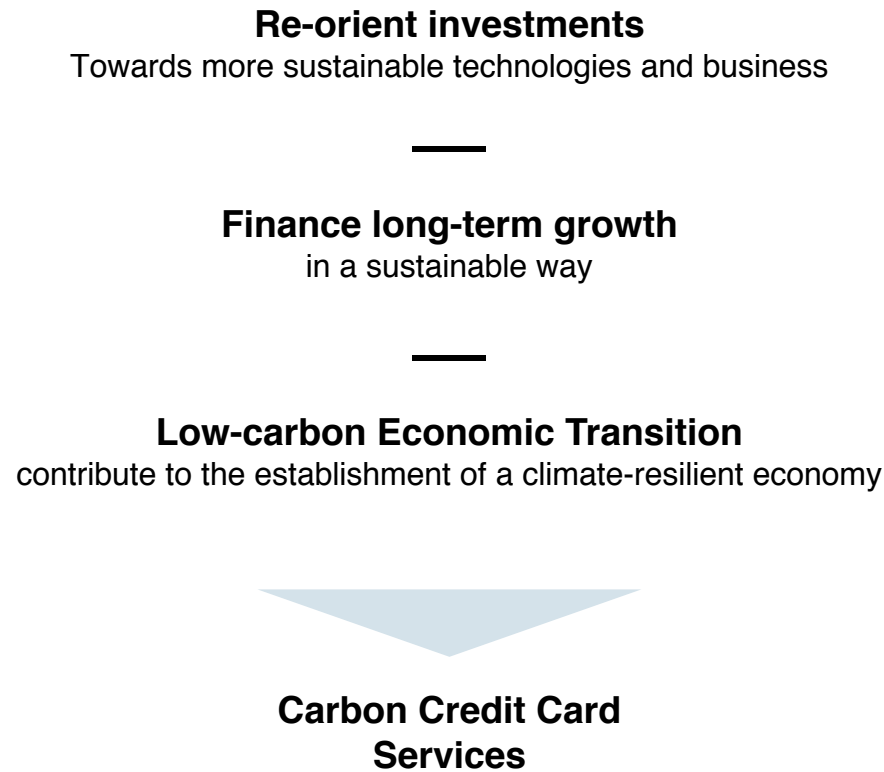 Re-orient investments
Towards more sustainable technologies and business
Finance long-term growth
in a sustainable way
Low-carbon Economic Transition
contribute to the establishment of a climate-resilient economy
Carbon Credit Card
Services